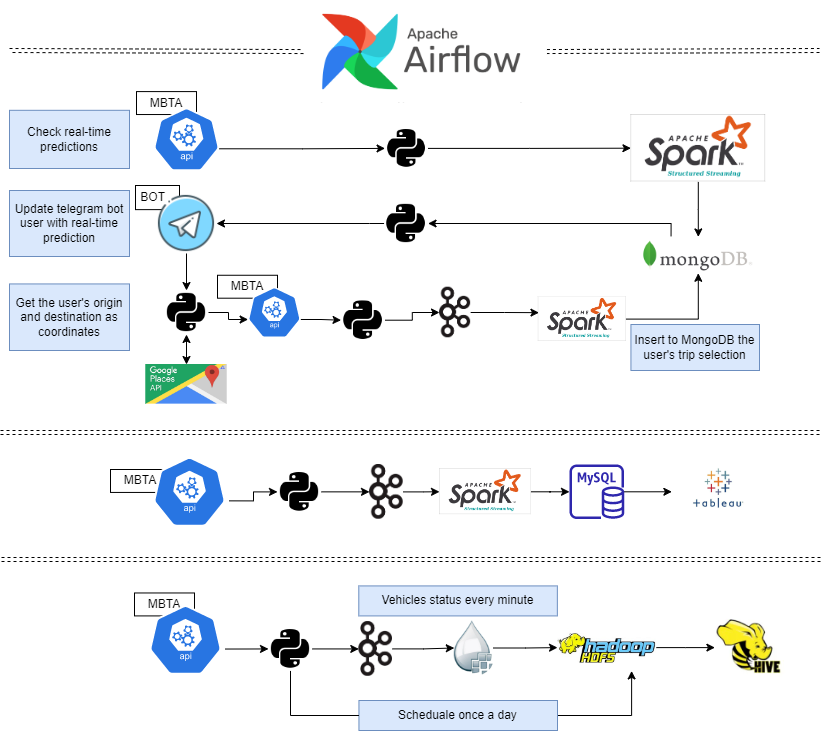 Apache
Airflow
MBTA
Check real-time
predictions
api
APACHE
Spark™
Structured Streaming
BOT
Update telegram bot
user with real-time
prediction
mongoDB
MBTA
Get the user's origin
and destination as
coordinates
api
APACHE
Spark
Structured Streaming
Insert to MongoDB the
user's trip selection
Google
Places
API
MBTA
api
APACHE
Spark
Structured Streaming
MySQL
+ableau
MBTA
api
Vehicles status every minute
hadoop
HDFS
HIVE
Scheduale once a day